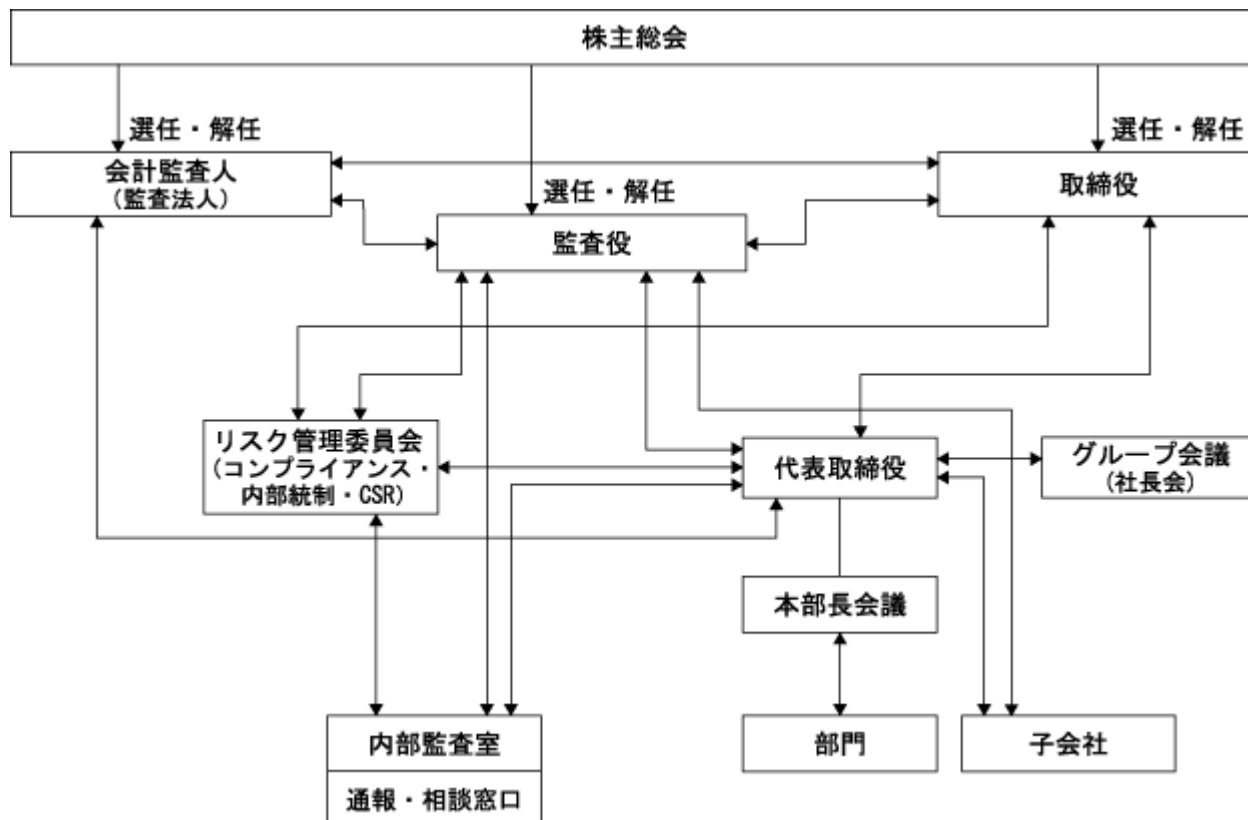 株主総会
選任・解任
選任・解任
会計監査人
(監査法人)
取締役
選任・解任
監査役
リスク管理委員会
(コンプライアンス・
内部統制・CSR)
代表取締役
グループ会議
(社長会)
本部長会議
内部監査室
部門
子会社
通報・相談窓口